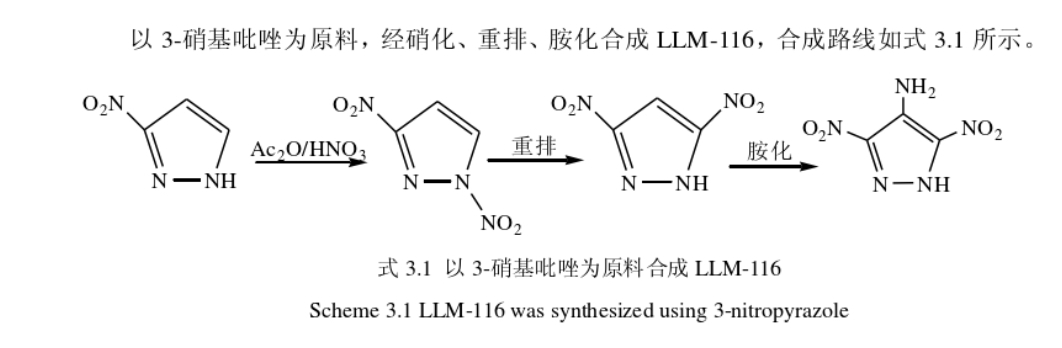 以 3-硝基吡唑为原料，经硝化、重排、胺化合成 LLM-116，合成路线如式 3.1 所示。
O₂N N NH
Ac₂O/HNO₃
O₂N N N NO₂
重排
O₂N NO₂ N NH
胺化
NH₂ O₂N NO₂ N NH
式 3.1 以 3-硝基吡唑为原料合成 LLM-116
Scheme 3.1 LLM-116 was synthesized using 3-nitropyrazole